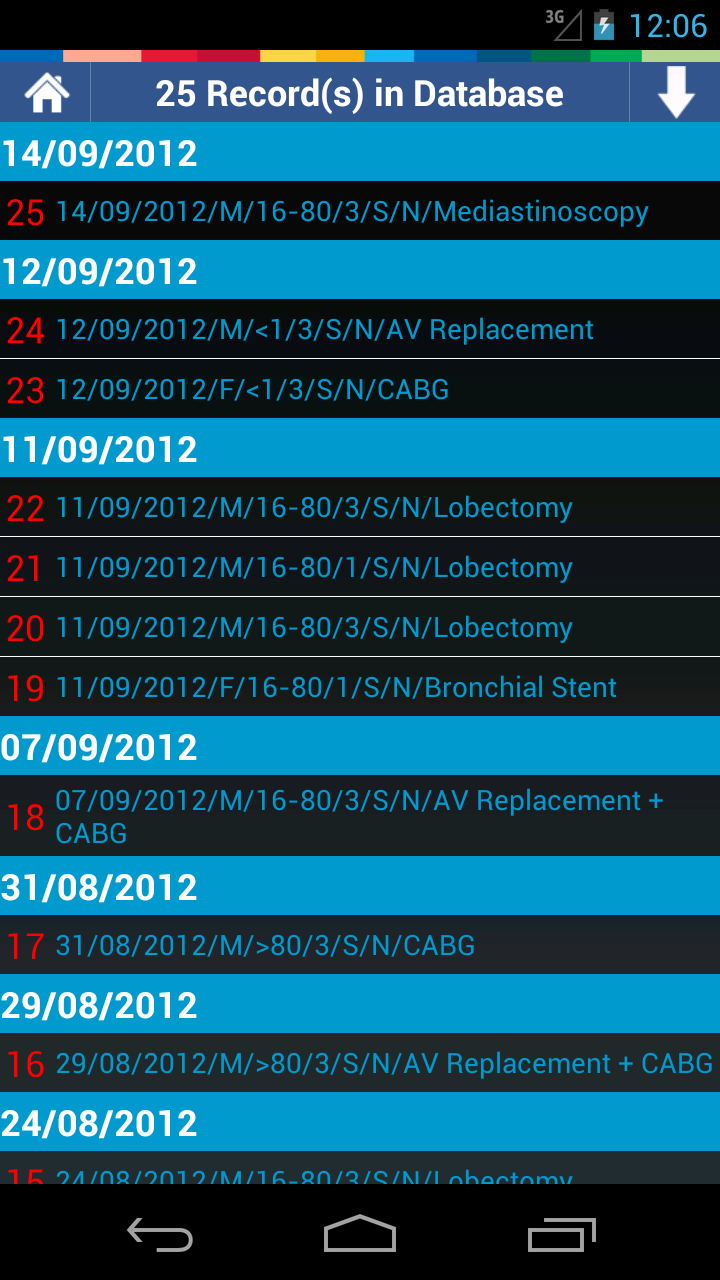 3G 12:06
25 Record(s) in Database
14/09/2012
25 14/09/2012/M/16-80/3/S/N/Mediastinoscopy
12/09/2012
24 12/09/2012/M/<1/3/S/N/AV Replacement
23 12/09/2012/F/<1/3/S/N/CABG
11/09/2012
22 11/09/2012/M/16-80/3/S/N/Lobectomy
21 11/09/2012/M/16-80/1/S/N/Lobectomy
20 11/09/2012/M/16-80/3/S/N/Lobectomy
19 11/09/2012/F/16-80/1/S/N/Bronchial Stent
07/09/2012
18 07/09/2012/M/16-80/3/S/N/AV Replacement +
CABG
31/08/2012
17 31/08/2012/M/>80/3/S/N/CABG
29/08/2012
16 29/08/2012/M/>80/3/S/N/AV Replacement + CABG
24/08/2012
15 24/08/2012/M/16-80/3/S/N/Lobectomy